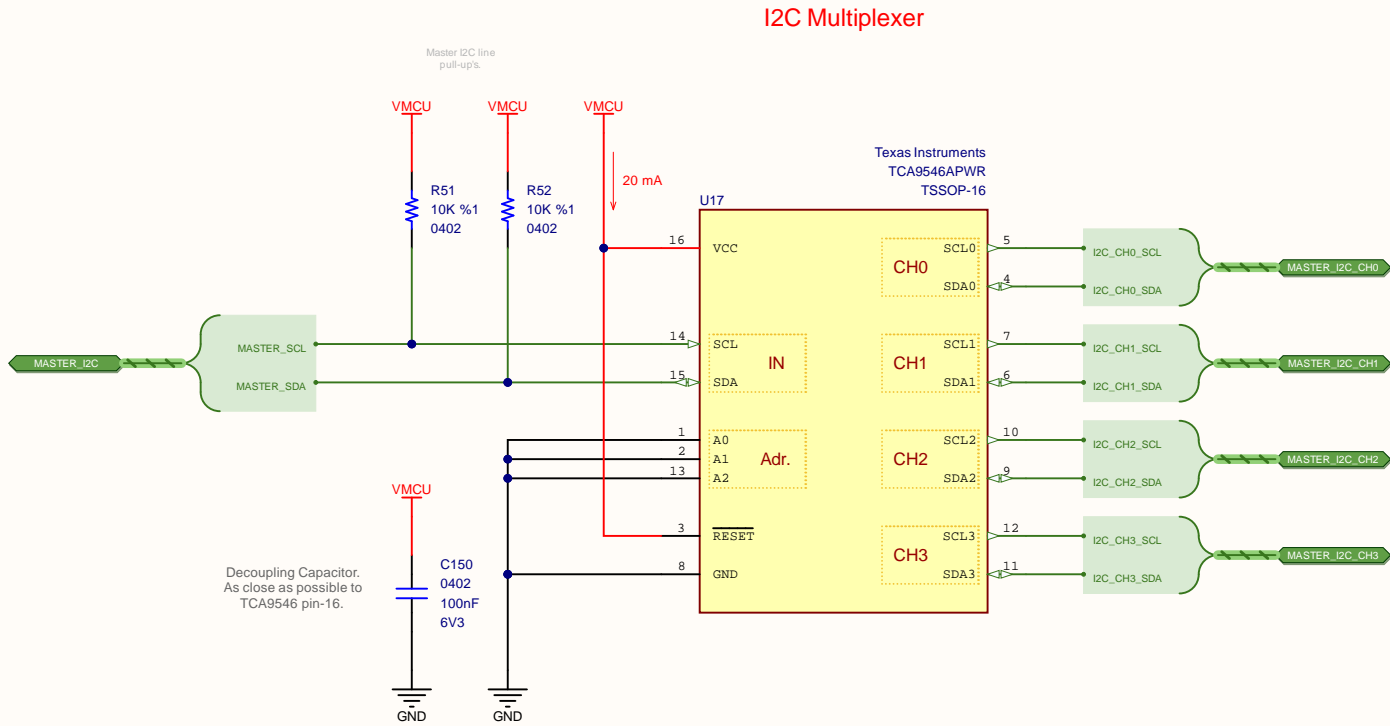 I2C Multiplexer
Master I2C line
pull-up's.
VMCU
VMCU
VMCU
20 mA
R51
10K %1
0402
R52
10K %1
0402
Texas Instruments
TCA9546APWR
TSSOP-16
U17
16
VCC
14
SCL
15
SDA
IN
1
A0
2
A1
13
A2
Adr.
3
RESET
8
GND
CH0
SCL0
5
SDA0
4
CH1
SCL1
7
SDA1
6
CH2
SCL2
10
SDA2
9
CH3
SCL3
12
SDA3
11
MASTER_I2C
MASTER_SCL
MASTER_SDA
I2C_CH0_SCL
I2C_CH0_SDA
MASTER_I2C_CH0
I2C_CH1_SCL
I2C_CH1_SDA
MASTER_I2C_CH1
I2C_CH2_SCL
I2C_CH2_SDA
MASTER_I2C_CH2
I2C_CH3_SCL
I2C_CH3_SDA
MASTER_I2C_CH3
VMCU
Decoupling Capacitor.
As close as possible to
TCA9546 pin-16.
C150
0402
100nF
6V3
GND
GND